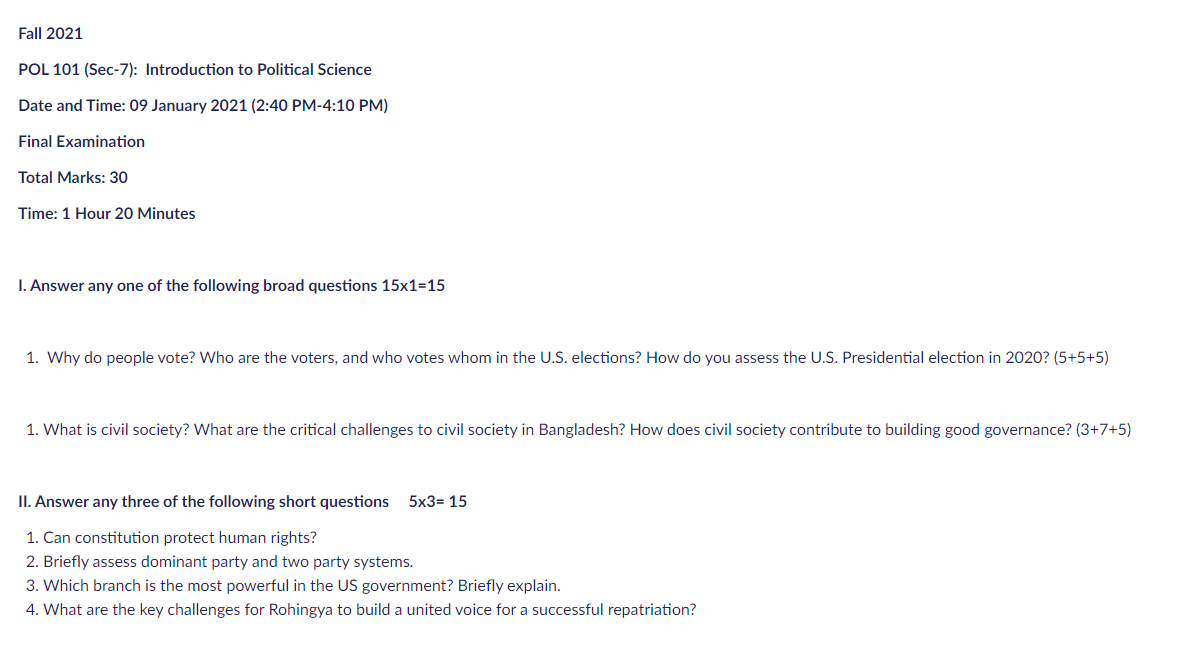 Fall 2021
POL 101 (Sec-7): Introduction to Political Science
Date and Time: 09 January 2021 (2:40 PM-4:10 PM)
Final Examination
Total Marks: 30
Time: 1 Hour 20 Minutes
I. Answer any one of the following broad questions 15x1=15
1. Why do people vote? Who are the voters, and who votes whom in the U.S. elections? How do you assess the U.S. Presidential election in 2020? (5+5+5)
1. What is civil society? What are the critical challenges to civil society in Bangladesh? How does civil society contribute to building good governance? (3+7+5)
II. Answer any three of the following short questions 5x3= 15
1. Can constitution protect human rights?
2. Briefly assess dominant party and two party systems.
3. Which branch is the most powerful in the US government? Briefly explain.
4. What are the key challenges for Rohingya to build a united voice for a successful repatriation?